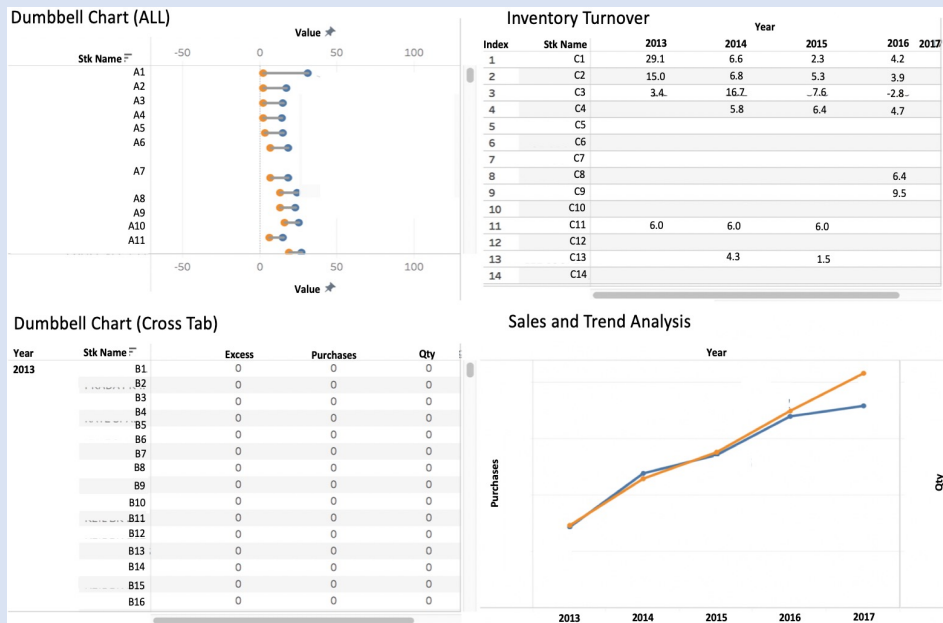 Dumbbell Chart (ALL)
Value
Stk Name
-50 0 50 100
A1
A2
A3
A4
A5
A6
A7
A8
A9
A10
A11
-50 0 50 100
Value
Inventory Turnover
Year
Index Stk Name 2013 2014 2015 2016 2017
1 C1 29.1 6.6 2.3 4.2
2 C2 15.0 6.8 5.3 3.9
3 C3 3.4 16.7 -7.6 -2.8
4 C4 5.8 6.4 4.7
5 C5
6 C6
7 C7
8 C8 6.4
9 C9 9.5
10 C10
11 C11 6.0 6.0 6.0
12 C12
13 C13 4.3 1.5
14 C14
Dumbbell Chart (Cross Tab)
Year Stk Name Excess Purchases Qty
2013 B1 0 0 0
B2 0 0 0
B3 0 0 0
B4 0 0 0
B5 0 0 0
B6 0 0 0
B7 0 0 0
B8 0 0 0
B9 0 0 0
B10 0 0 0
B11 0 0 0
B12 0 0 0
B13 0 0 0
B14 0 0 0
B15 0 0 0
B16 0 0 0
Sales and Trend Analysis
Year
Purchases
Qty
2013 2014 2015 2016 2017